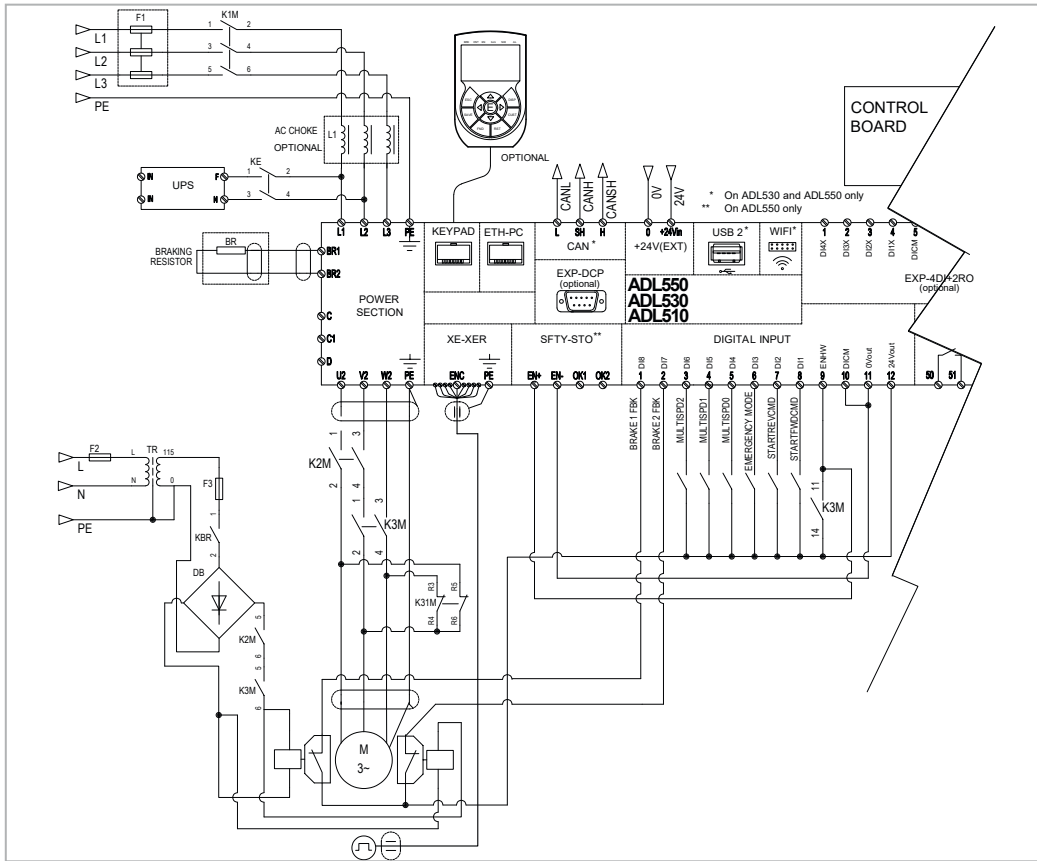 F1
K1M
1 2
L1
3 4
L2
5 6
L3
PE
AC CHOKE
OPTIONAL
L1
OPTIONAL
CONTROL
BOARD
UPS
IN
IN
F
N
KE
1 2
3 4
CANL
CANH
CANSH
0V
24V
* On ADL530 and ADL550 only
** On ADL550 only
L1 L2 L3 PE
L SH H
0 +24Vin
1 2 3 4 5
DI4X
DI3X
DI2X
DI1X
DICM
KEYPAD
ETH-PC
CAN *
+24V(EXT)
USB 2*
WIFI*
BRAKING
RESISTOR
BR
BR1
BR2
EXP-DCP
(optional)
EXP-4DI+2RO
(optional)
ADL550
ADL530
ADL510
POWER
SECTION
C
C1
D
XE-XER
SFTY-STO**
DIGITAL INPUT
U2 V2 W2 PE
ENC PE
EN+ EN- OK1 OK2
DI8
DI7
DI6
DI5
DI4
DI3
DI2
DI1
ENHW
DICM
0Vout
24Vout
1 2 3 4 5 6 7 8 9 10 11 12
50 51
BRAKE 1 FBK
BRAKE 2 FBK
MULTISPD2
MULTISPD1
MULTISPD0
EMERGENCY MODE
STARTREVCMD
STARTFWDCMD
K2M
1 3
2 4
K3M
1 3
2 4
11
K3M
14
F2
L
N
PE
TR
L 115
N 0
F3
1
KBR
2
DB
K31M
R3 R5
R4 R6
5
K2M
6
5
K3M
6
M
3~